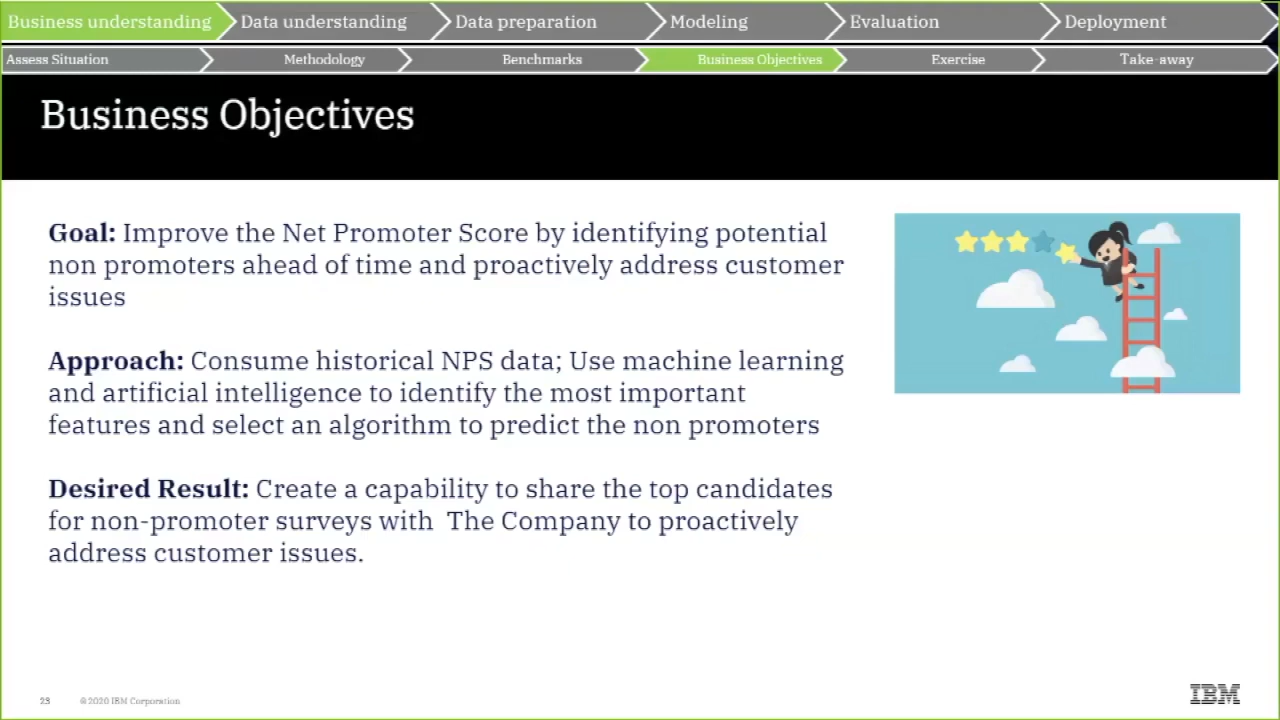 Business understanding Data understanding Data preparation Modeling Evaluation Deployment
Assess Situation Methodology Benchmarks Business Objectives Exercise Take-away
Business Objectives
Goal: Improve the Net Promoter Score by identifying potential
non promoters ahead of time and proactively address customer
issues
Approach: Consume historical NPS data; Use machine learning
and artificial intelligence to identify the most important
features and select an algorithm to predict the non promoters
Desired Result: Create a capability to share the top candidates
for non-promoter surveys with The Company to proactively
address customer issues.
23 © 2020 IBM Corporation
IBM